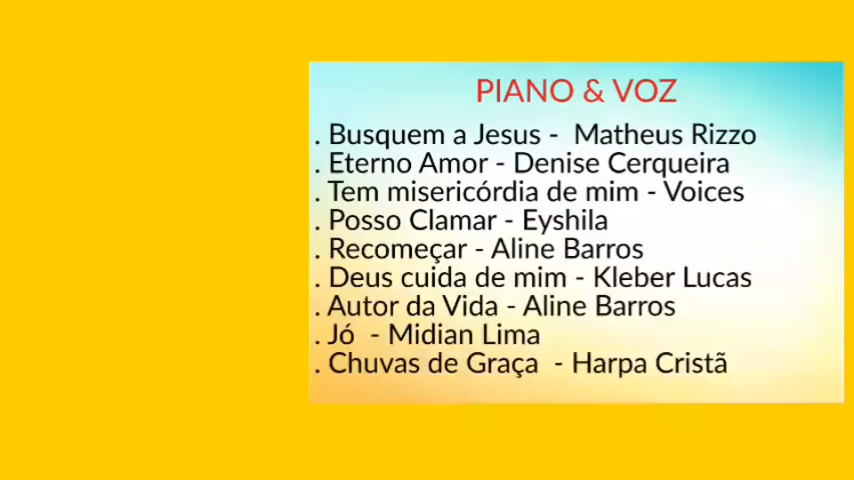 PIANO & VOZ
. Busquem a Jesus -  Matheus Rizzo
. Eterno Amor - Denise Cerqueira
. Tem misericórdia de mim - Voices
. Posso Clamar - Eyshila
. Recomeçar - Aline Barros
. Deus cuida de mim - Kleber Lucas
. Autor da Vida - Aline Barros
. Jó  - Midian Lima
. Chuvas de Graça  - Harpa Cristã